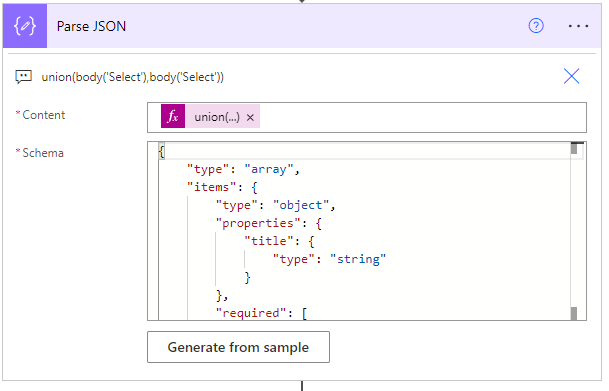 Parse JSON
union(body('Select'),body('Select'))
*Content
fx union(...) ×
*Schema
{
"type": "array",
"items": {
"type": "object",
"properties": {
"title": {
"type": "string"
}
},
"required": [
Generate from sample